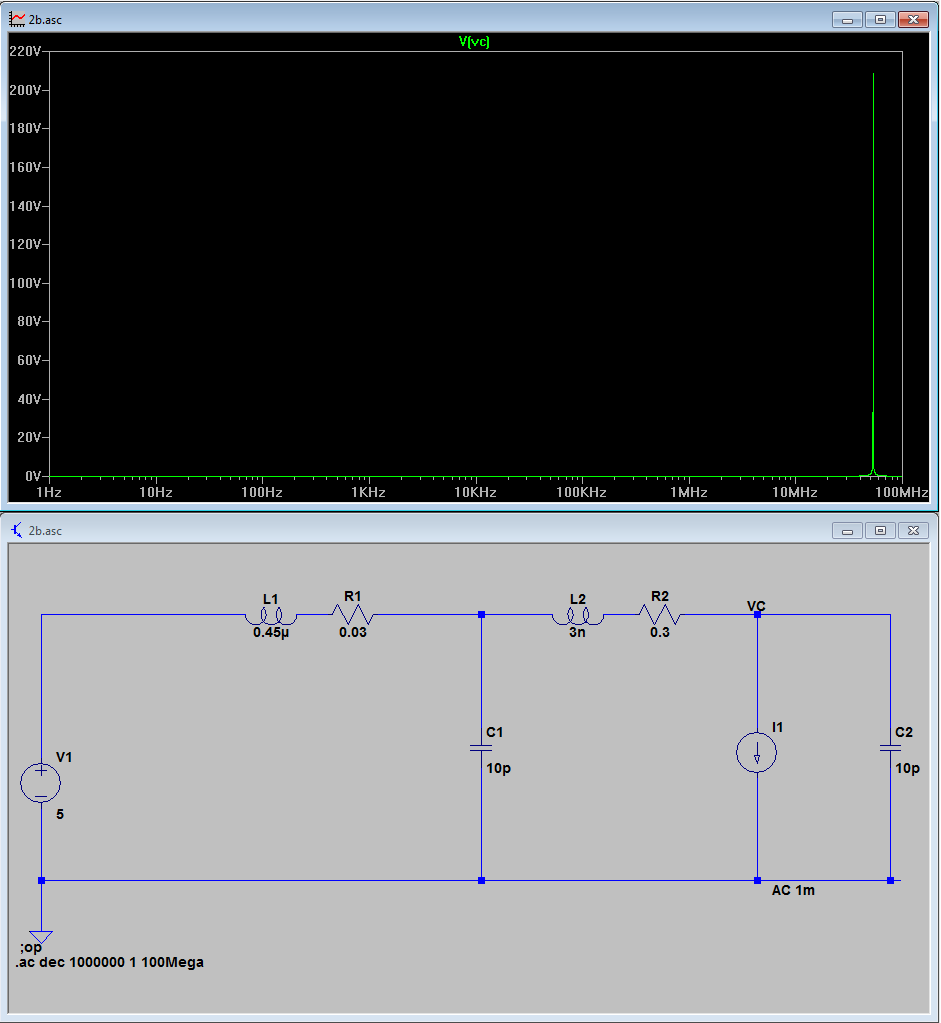 2b.asc
V(vc)
220V
200V
180V
160V
140V
120V
100V
80V
60V
40V
20V
0V
1Hz 10Hz 100Hz 1KHz 10KHz 100KHz 1MHz 10MHz 100MHz
2b.asc
L1 R1 L2 R2 VC
0.45µ 0.03 3n 0.3
I1
C1 C2
V1
10p 10p
5
AC 1m
;op
.ac dec 1000000 1 100Mega